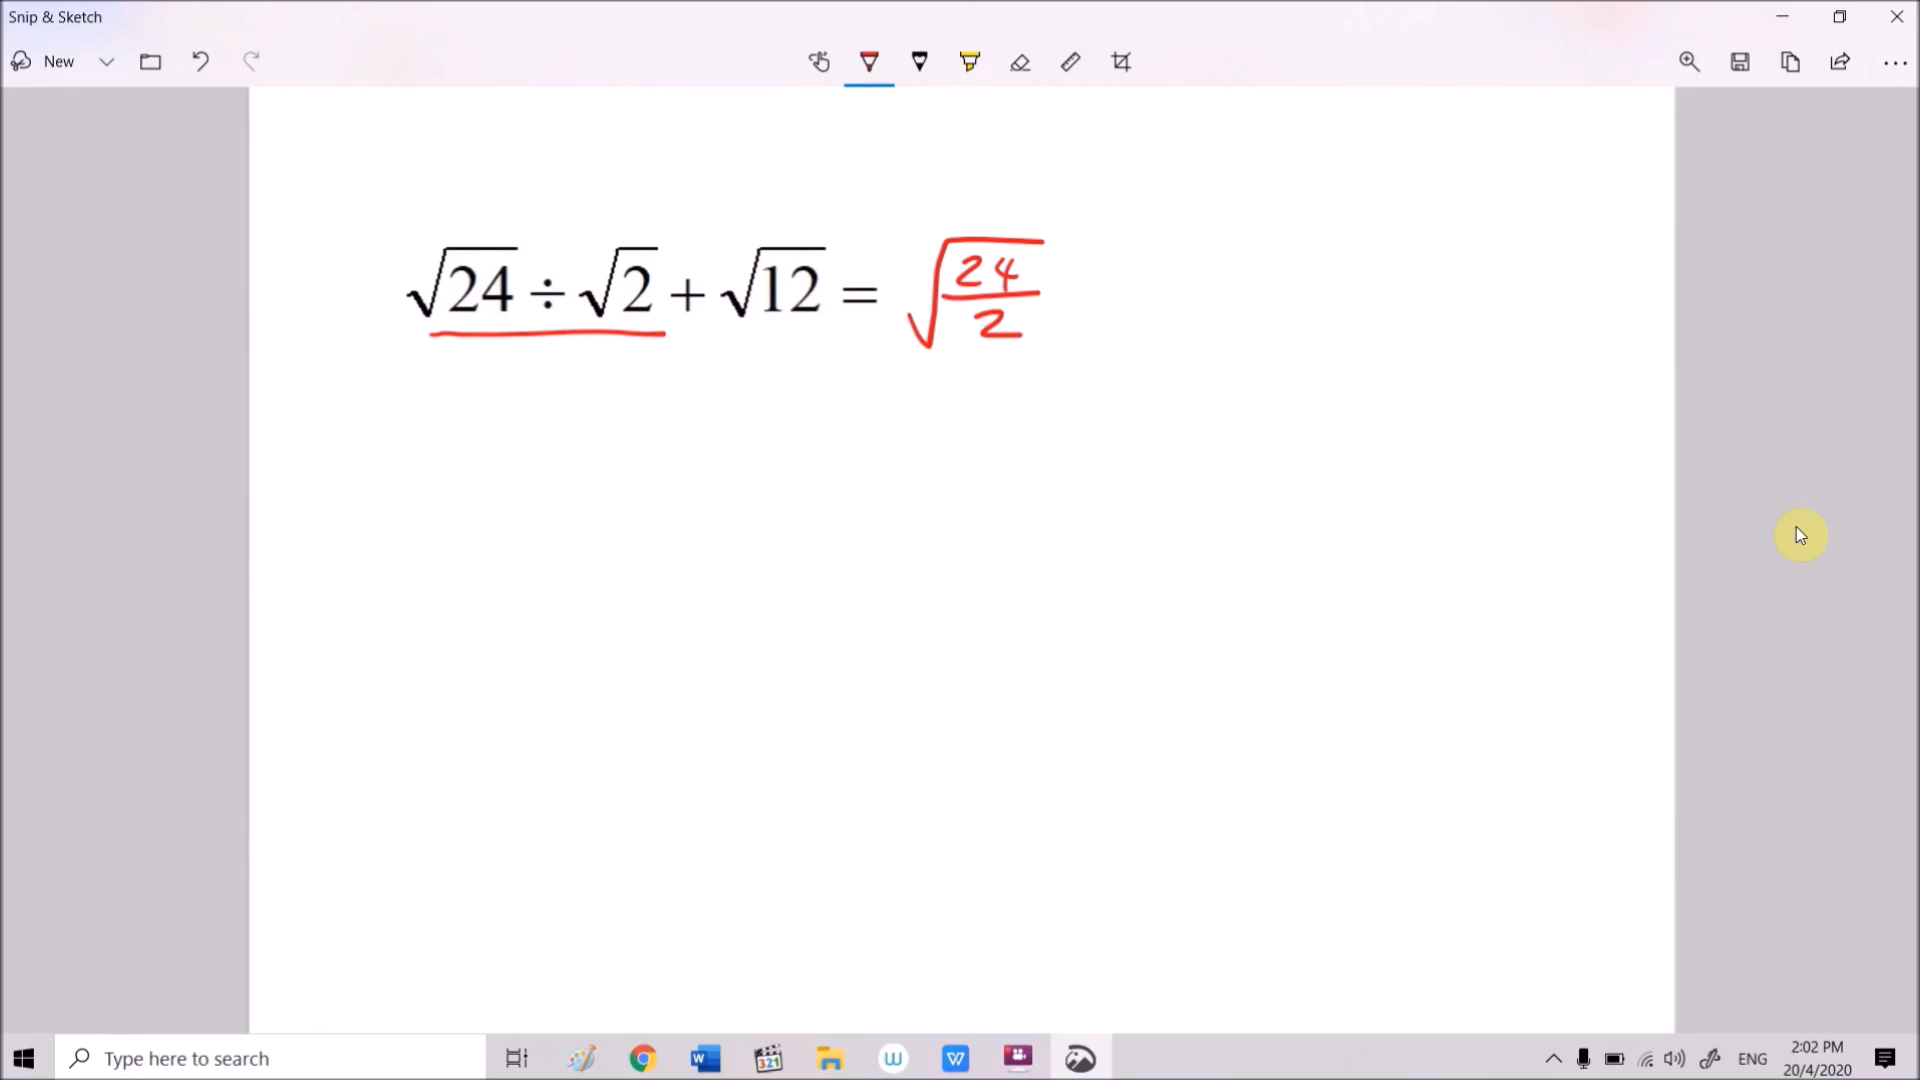 Snip & Sketch
New
√24 ÷ √2 + √12 = √(24/2)
Type here to search
321
ENG
2:02 PM
20/4/2020